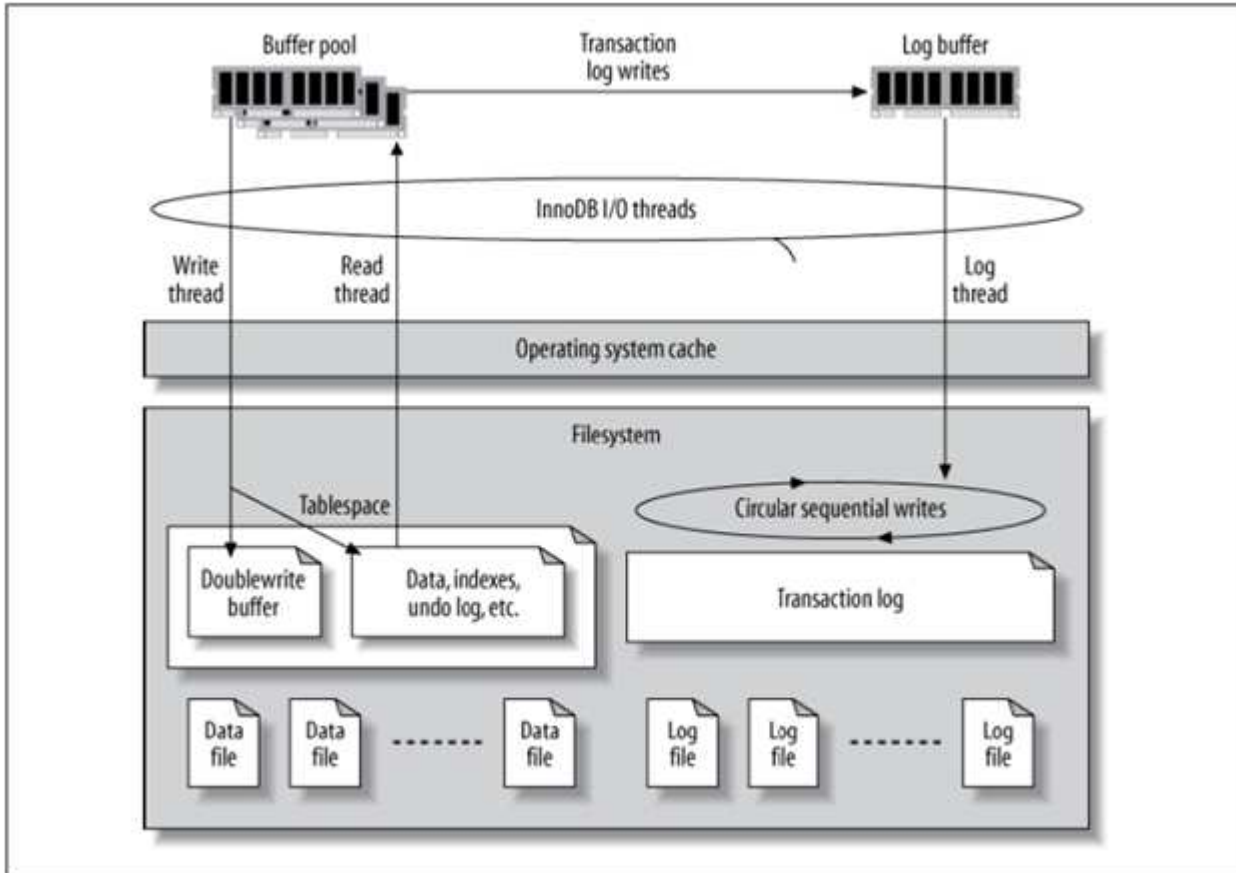 Buffer pool
Transaction
log writes
Log buffer
InnoDB I/O threads
Write
thread
Read
thread
Log
thread
Operating system cache
Filesystem
Tablespace
Circular sequential writes
Doublewrite
buffer
Data, indexes,
undo log, etc.
Transaction log
Data
file
Data
file
Data
file
Log
file
Log
file
Log
file